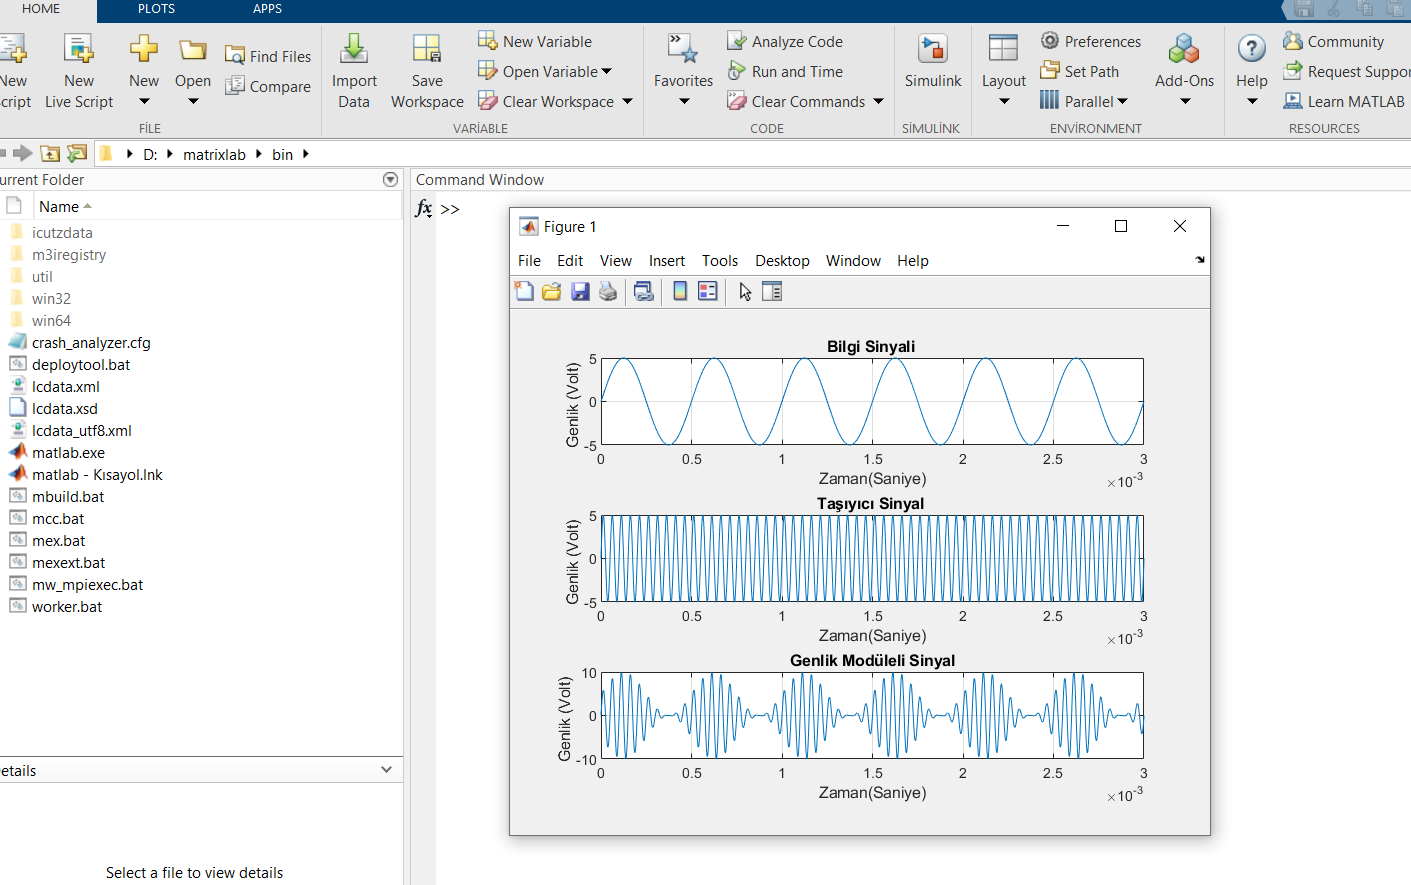 HOME PLOTS APPS
New Script
New Live Script
New
Open
Find Files
Compare
FİLE
Import Data
Save Workspace
New Variable
Open Variable
Clear Workspace
VARİABLE
Favorites
Analyze Code
Run and Time
Clear Commands
CODE
Simulink
SİMULİNK
Layout
Preferences
Set Path
Parallel
Add-Ons
ENVİRONMENT
Help
Community
Request Suppor
Learn MATLAB
RESOURCES
D: matrixlab bin
urrent Folder
Name
icutzdata
m3iregistry
util
win32
win64
crash_analyzer.cfg
deploytool.bat
lcdata.xml
lcdata.xsd
lcdata_utf8.xml
matlab.exe
matlab - Kısayol.lnk
mbuild.bat
mcc.bat
mex.bat
mexext.bat
mw_mpiexec.bat
worker.bat
etails
Select a file to view details
Command Window
fx >>
Figure 1
File Edit View Insert Tools Desktop Window Help
Bilgi Sinyali
Genlik (Volt)
5
0
-5
0 0.5 1 1.5 2 2.5 3
Zaman(Saniye)
×10-3
Taşıyıcı Sinyal
Genlik (Volt)
5
0
-5
0 0.5 1 1.5 2 2.5 3
Zaman(Saniye)
×10-3
Genlik Modüleli Sinyal
Genlik (Volt)
10
0
-10
0 0.5 1 1.5 2 2.5 3
Zaman(Saniye)
×10-3